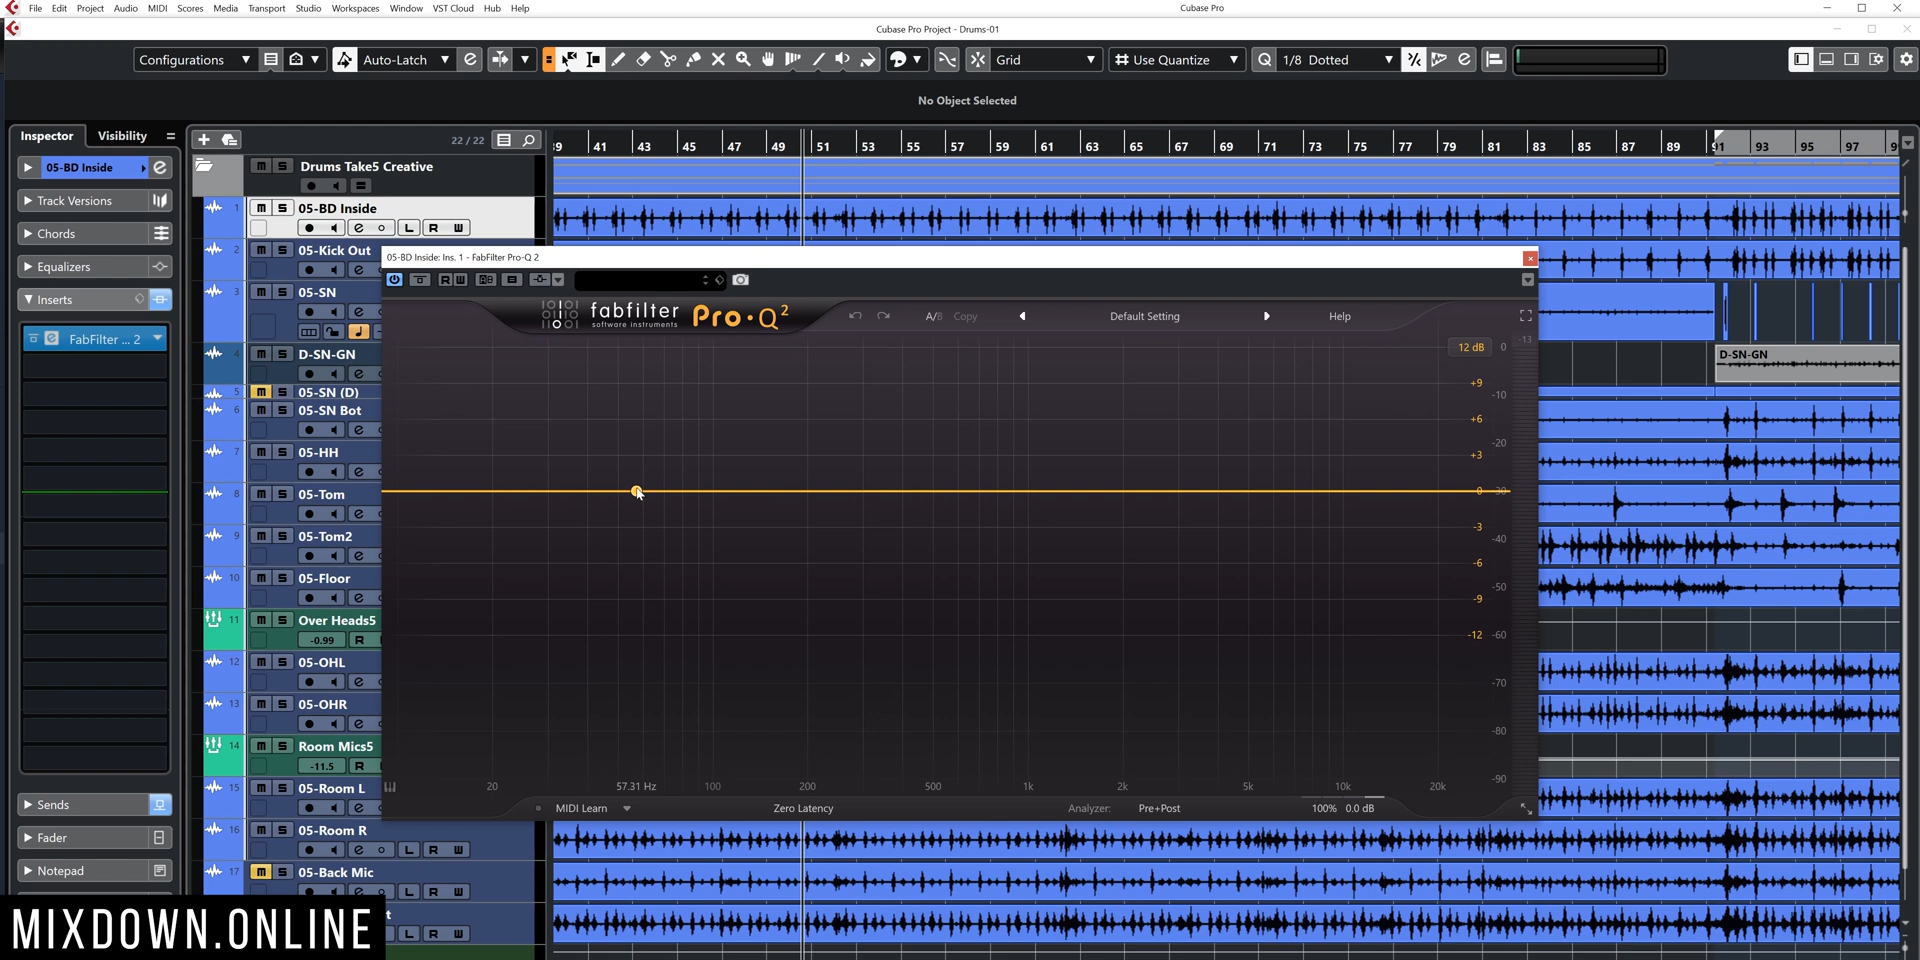 File Edit Project Audio MIDI Scores Media Transport Studio Workspaces Window VST Cloud Hub Help
Cubase Pro
Cubase Pro Project - Drums-01
Configurations
Auto-Latch
Grid
Use Quantize
1/8 Dotted
No Object Selected
Inspector
Visibility
22 / 22
41 43 45 47 49 51 53 55 57 59 61 63 65 67 69 71 73 75 77 79 81 83 85 87 89 91 93 95 97
05-BD Inside
Track Versions
Chords
Equalizers
Inserts
FabFilter ... 2
Sends
Fader
Notepad
m S Drums Take5 Creative
1 m S 05-BD Inside
L R W
2 m S 05-Kick Out
3 m S 05-SN
4 m S D-SN-GN
5 m S 05-SN (D)
6 m S 05-SN Bot
7 m S 05-HH
8 m S 05-Tom
9 m S 05-Tom2
10 m S 05-Floor
11 m S Over Heads5
-0.99 R
12 m S 05-OHL
13 m S 05-OHR
14 m S Room Mics5
-11.5 R
15 m S 05-Room L
16 m S 05-Room R
L R W
17 m S 05-Back Mic
L R W
t
L R W
D-SN-GN
05-BD Inside: Ins. 1 - FabFilter Pro-Q 2
R W
fabfilter
software instruments
Pro·Q²
A/B Copy
Default Setting
Help
12 dB 0 -13
+9 -10
+6 -20
+3
0 -30
-3 -40
-6 -50
-9
-12 -60
-70
-80
-90
20 57.31 Hz 100 200 500 1k 2k 5k 10k 20k
MIDI Learn
Zero Latency
Analyzer: Pre+Post
100% 0.0 dB
MIXDOWN.ONLINE